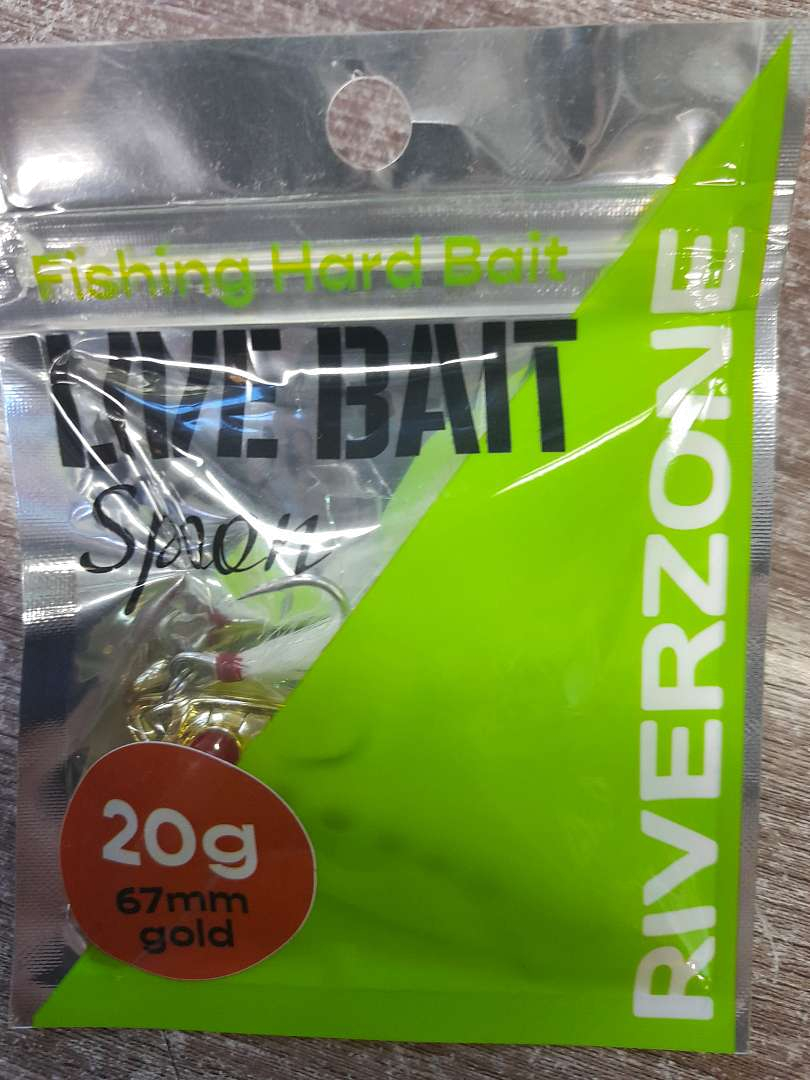 Fishing Hard Bait
LIVE BAIT
Spoon
RIVERZONE
20g
67mm
gold